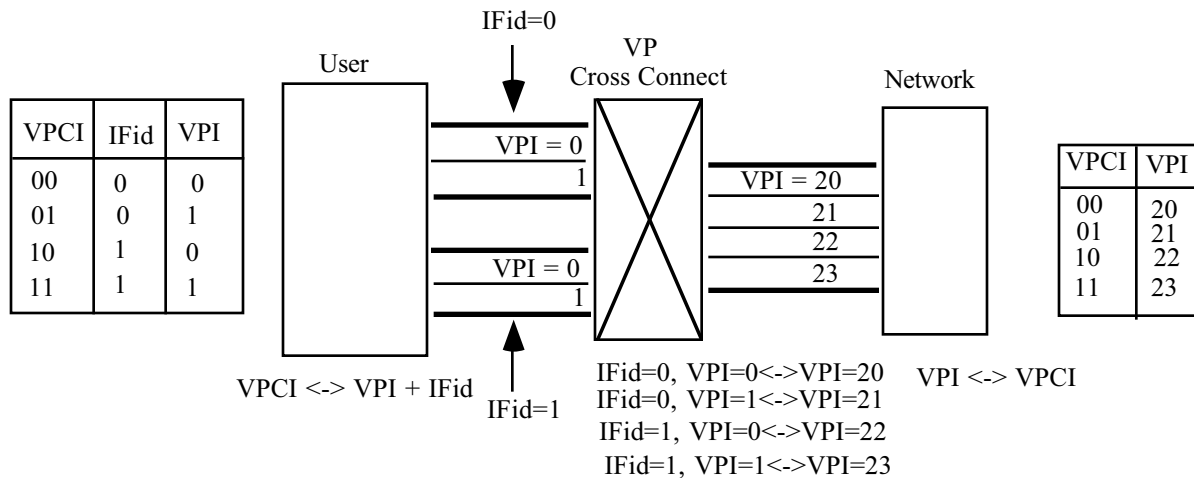 IFid=0
User
VP
Cross Connect
Network
VPCI IFid VPI
00 0 0
01 0 1
10 1 0
11 1 1
VPI = 0
1
VPI = 0
1
VPI = 20
21
22
23
VPCI VPI
00 20
01 21
10 22
11 23
VPCI <-> VPI + IFid
IFid=1
IFid=0, VPI=0<->VPI=20
IFid=0, VPI=1<->VPI=21
IFid=1, VPI=0<->VPI=22
IFid=1, VPI=1<->VPI=23
VPI <-> VPCI